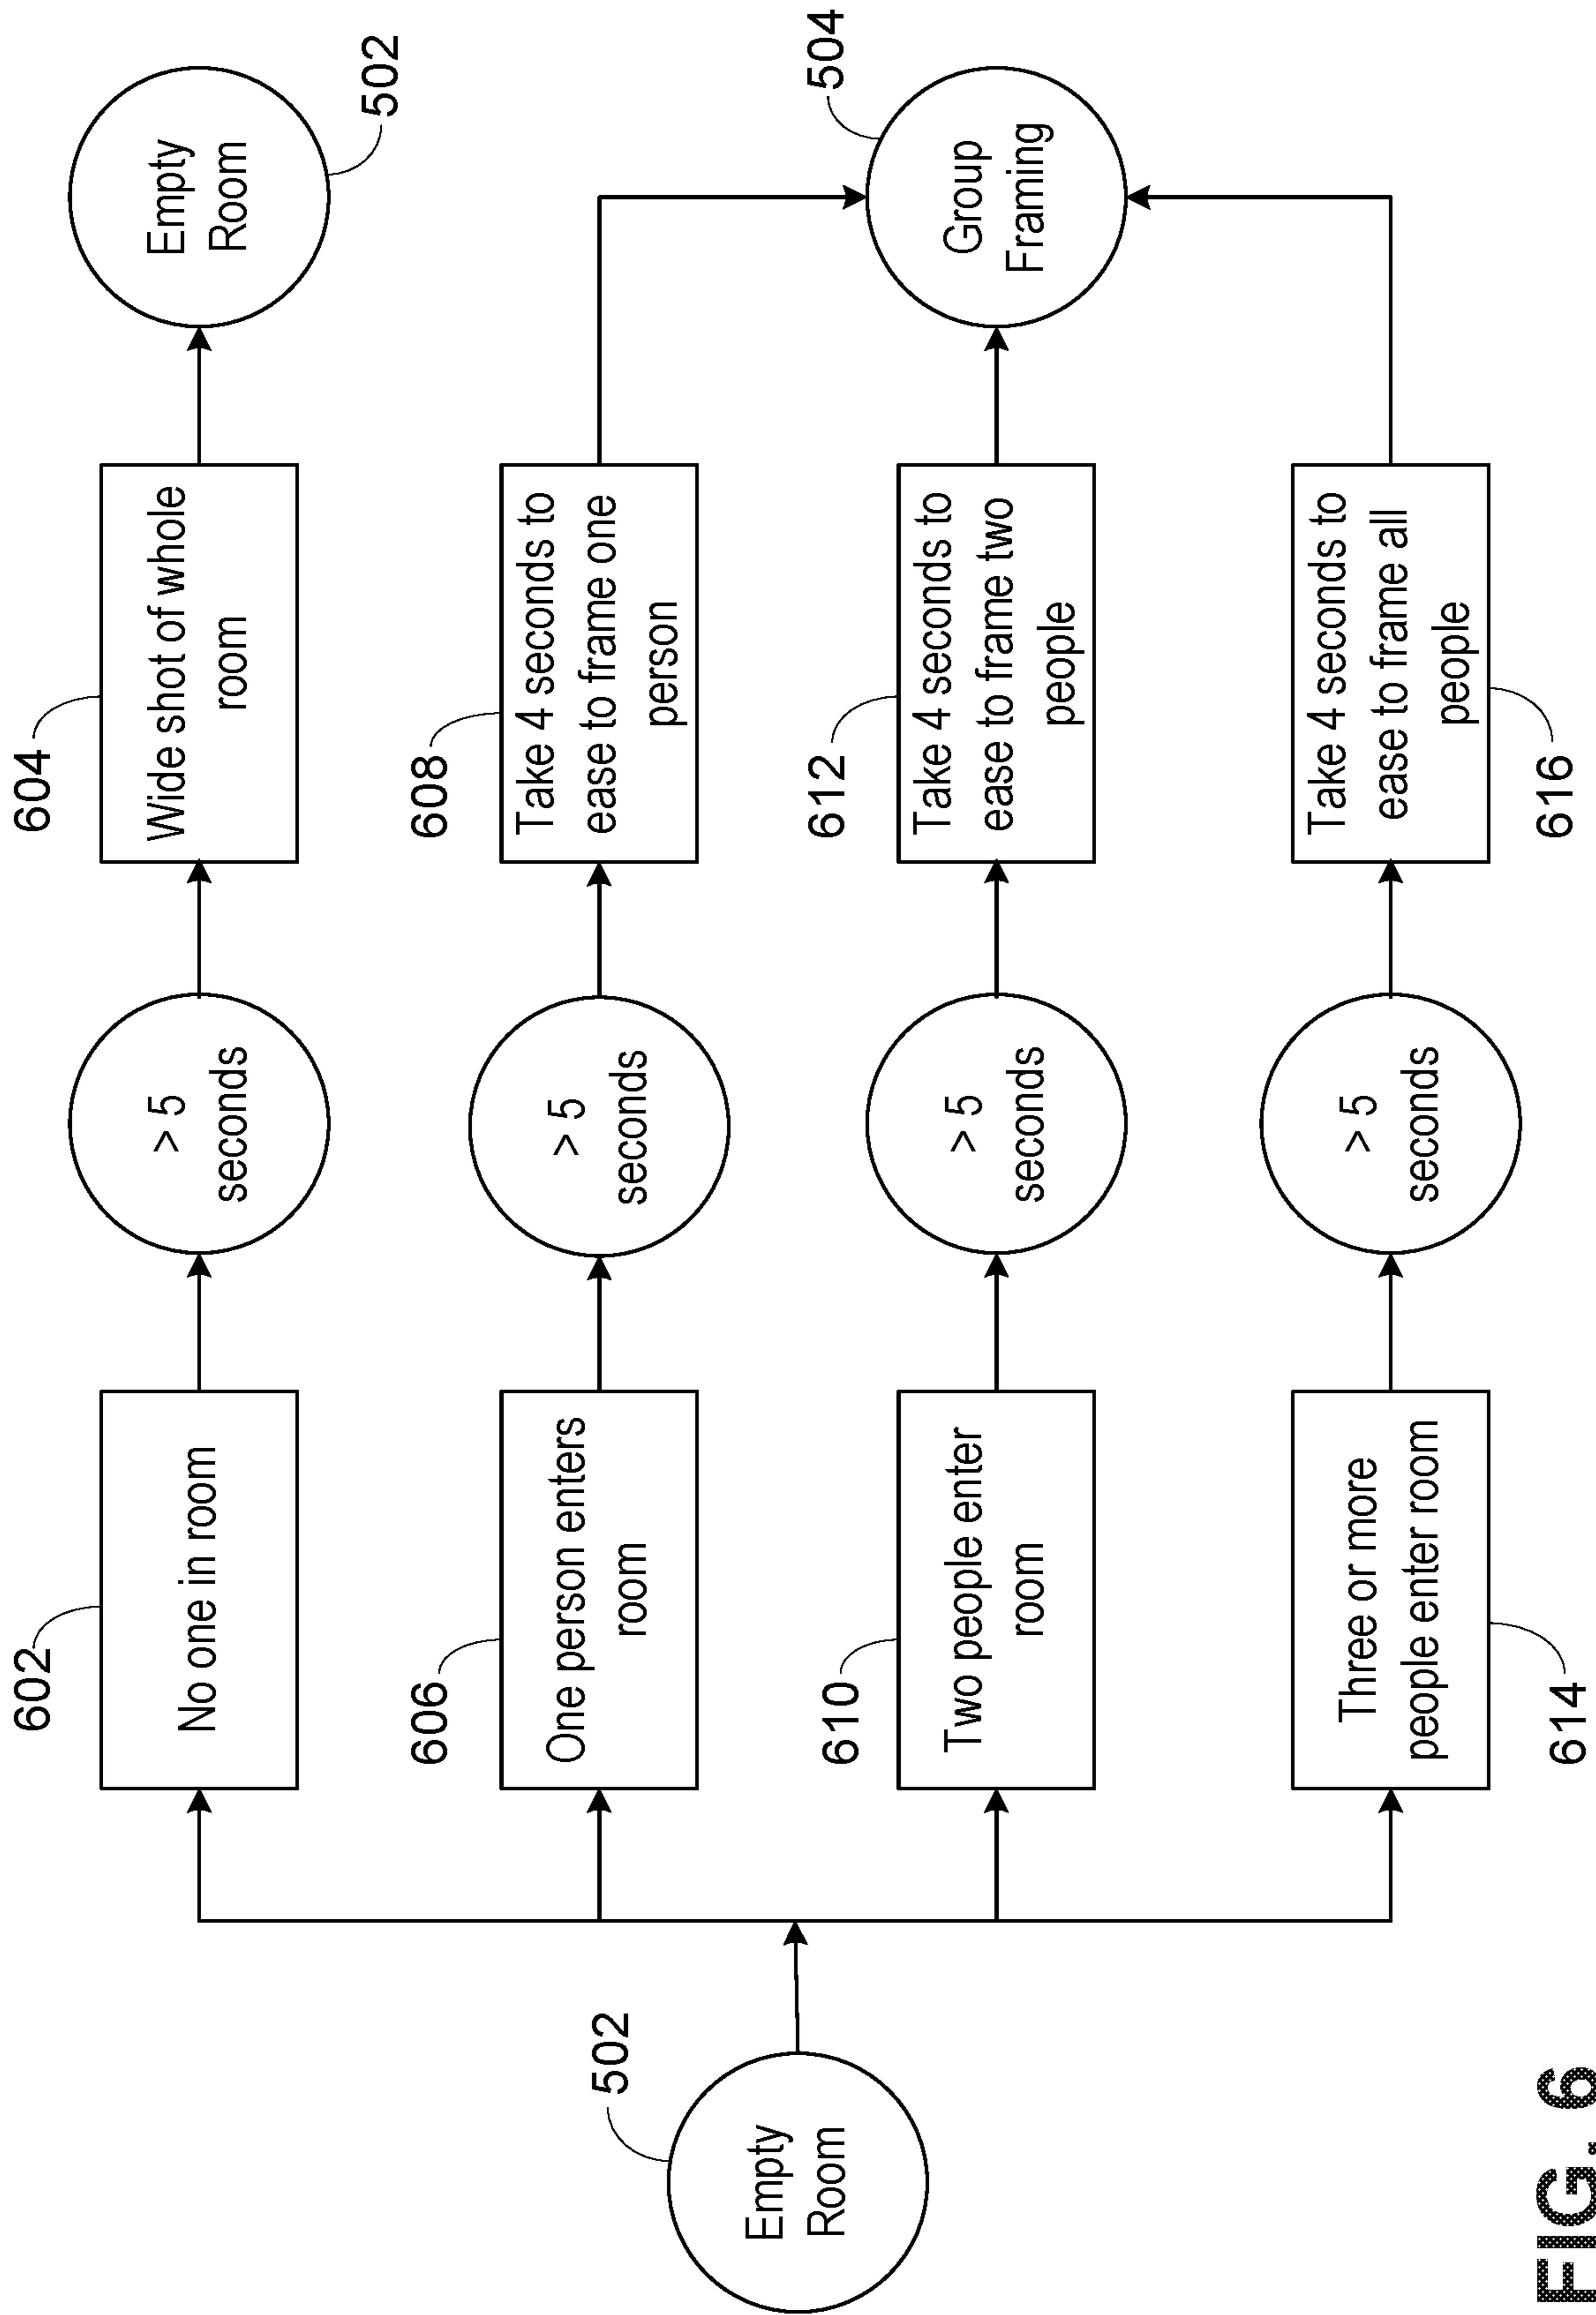 502
Empty
Room
602
No one in room
> 5
seconds
604
Wide shot of whole
room
Empty
Room
502
606
One person enters
room
> 5
seconds
608
Take 4 seconds to
ease to frame one
person
610
Two people enter
room
> 5
seconds
612
Take 4 seconds to
ease to frame two
people
504
Group
Framing
Three or more
people enter room
614
> 5
seconds
Take 4 seconds to
ease to frame all
people
616
FIG. 6